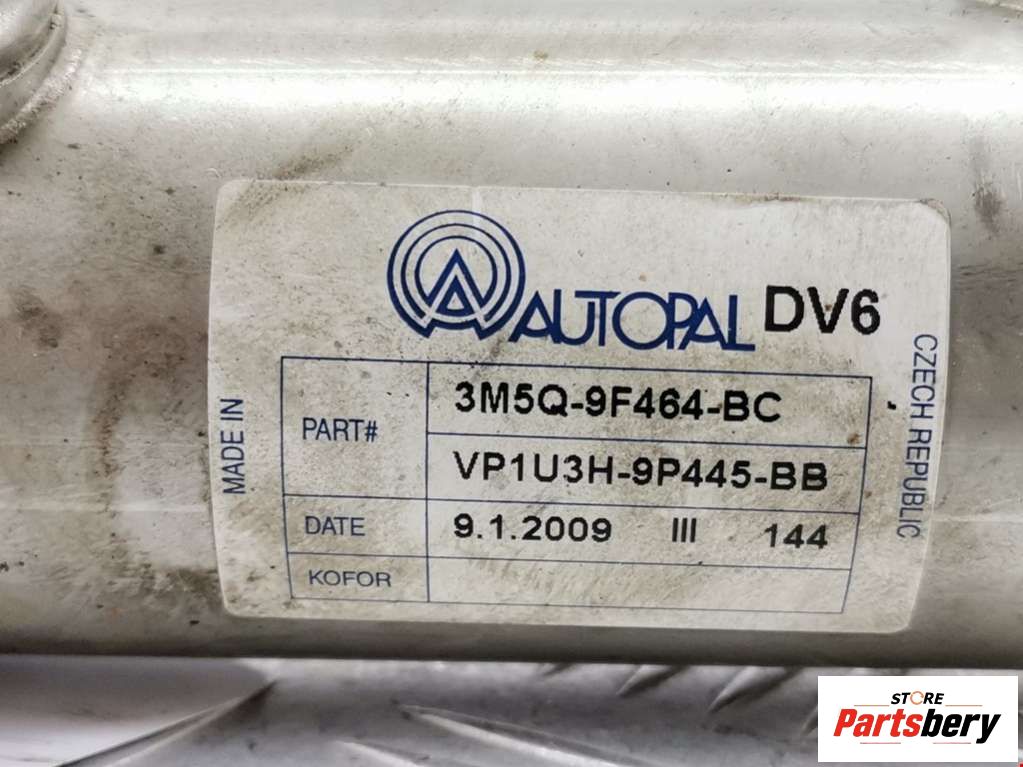 AUTOPAL DV6
MADE IN
CZECH REPUBLIC
PART# 3M5Q-9F464-BC
VP1U3H-9P445-BB
DATE 9.1.2009 III 144
KOFOR
STORE
Partsbery